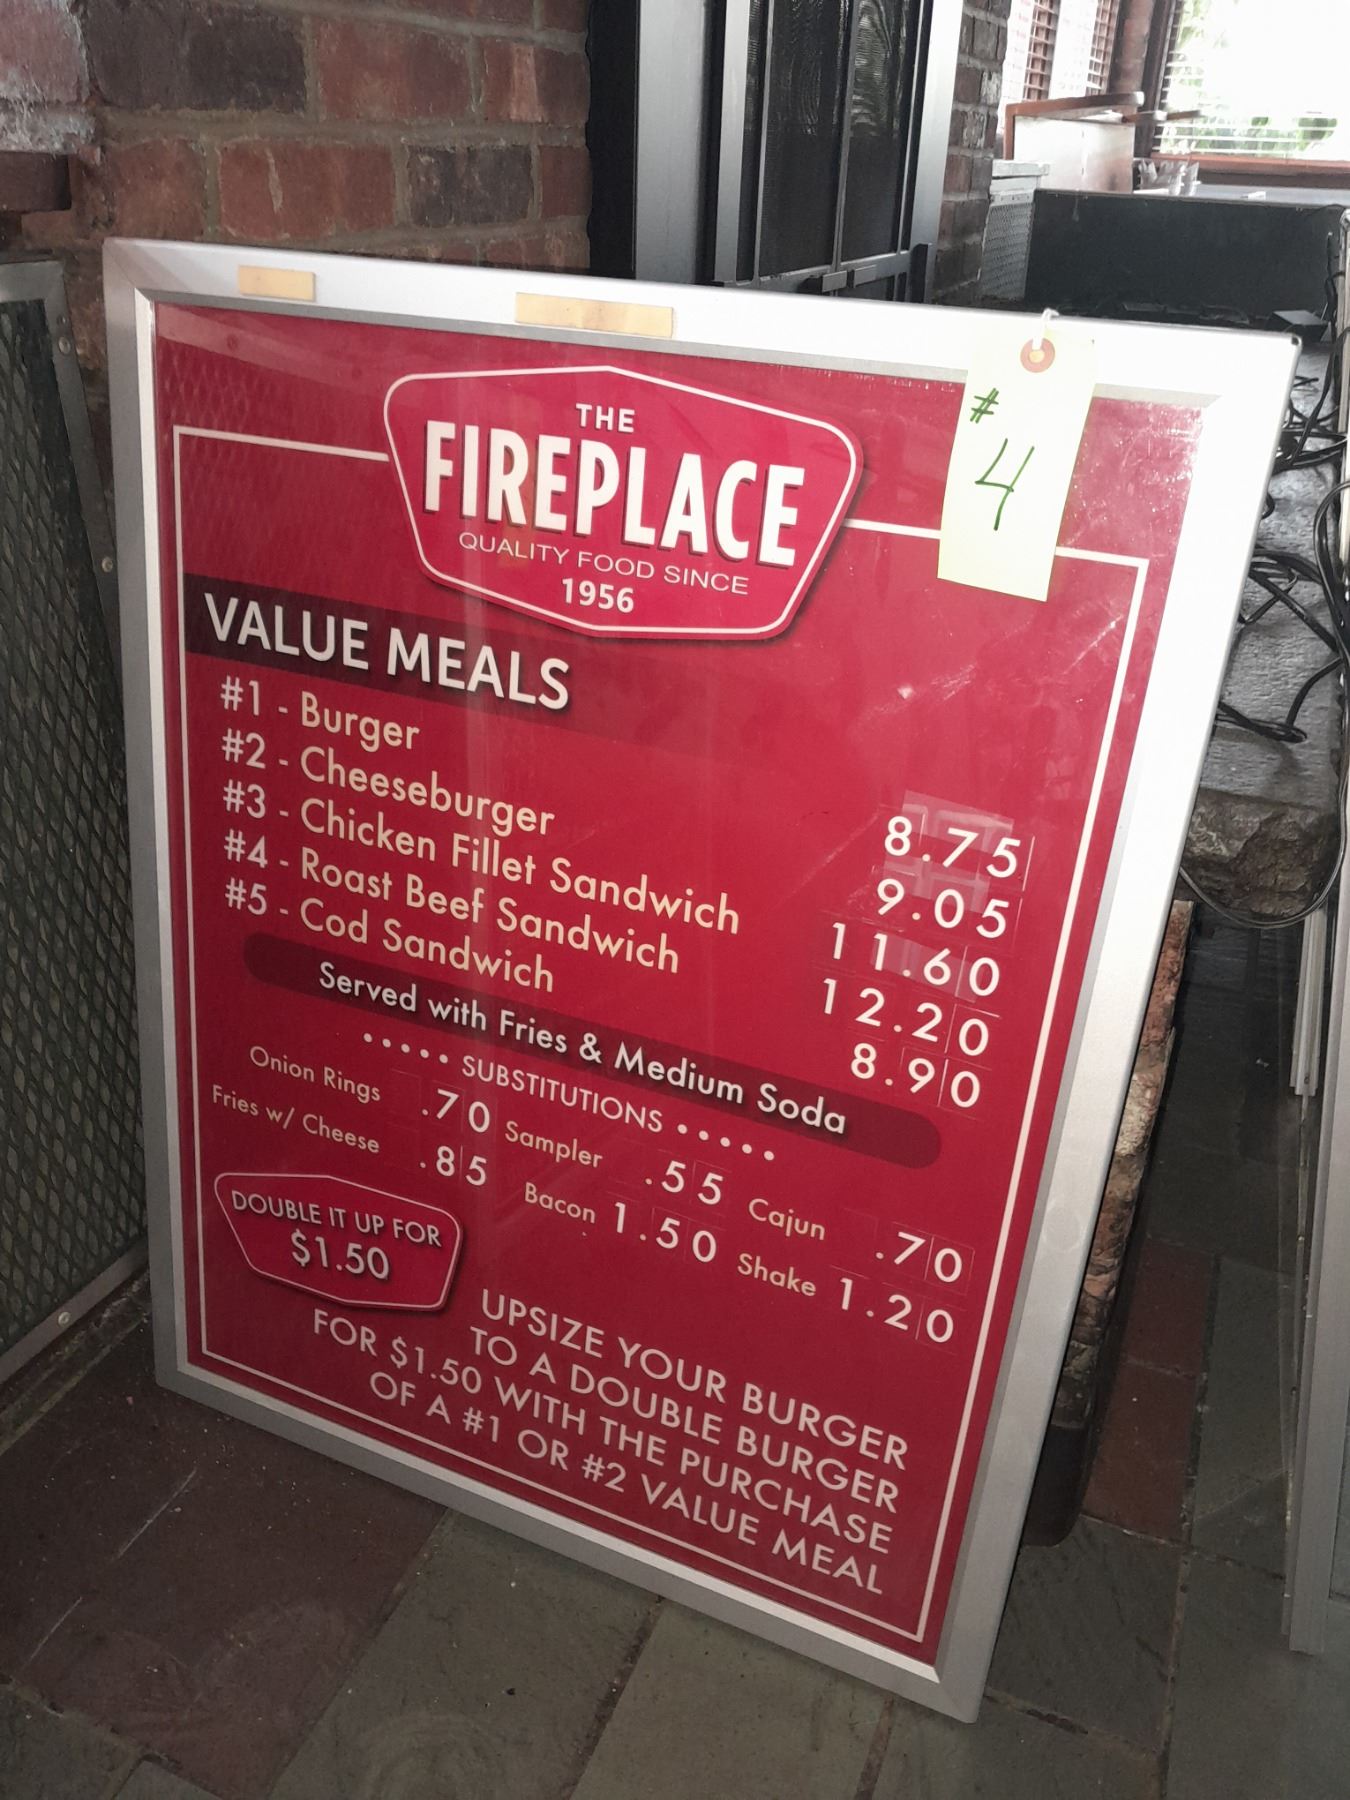 # 4
THE
FIREPLACE
QUALITY FOOD SINCE
1956
VALUE MEALS
#1 - Burger 8.75
#2 - Cheeseburger 9.05
#3 - Chicken Fillet Sandwich 11.60
#4 - Roast Beef Sandwich 12.20
#5 - Cod Sandwich 8.90
Served with Fries & Medium Soda
••••• SUBSTITUTIONS •••••
Onion Rings .70 Sampler .55 Cajun .70
Fries w/ Cheese .85 Bacon 1.50 Shake 1.20
DOUBLE IT UP FOR
$1.50
UPSIZE YOUR BURGER
TO A DOUBLE BURGER
FOR $1.50 WITH THE PURCHASE
OF A #1 OR #2 VALUE MEAL